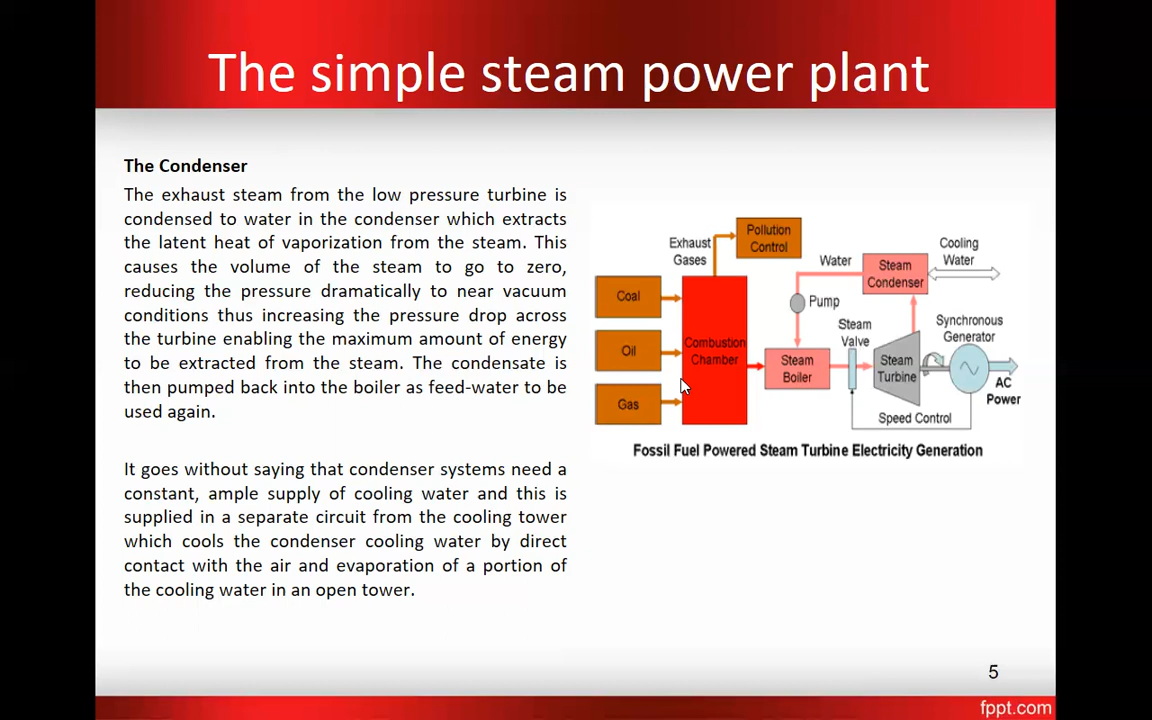 The simple steam power plant
The Condenser
The exhaust steam from the low pressure turbine is
condensed to water in the condenser which extracts
the latent heat of vaporization from the steam. This
causes the volume of the steam to go to zero,
reducing the pressure dramatically to near vacuum
conditions thus increasing the pressure drop across
the turbine enabling the maximum amount of energy
to be extracted from the steam. The condensate is
then pumped back into the boiler as feed-water to be
used again.
It goes without saying that condenser systems need a
constant, ample supply of cooling water and this is
supplied in a separate circuit from the cooling tower
which cools the condenser cooling water by direct
contact with the air and evaporation of a portion of
the cooling water in an open tower.
Pollution
Control
Exhaust
Gases
Cooling
Water
Water
Steam
Condenser
Coal
Pump
Steam
Valve
Synchronous
Generator
Oil
Combustion
Chamber
Steam
Boiler
Steam
Turbine
AC
Power
Gas
Speed Control
Fossil Fuel Powered Steam Turbine Electricity Generation
5
fppt.com